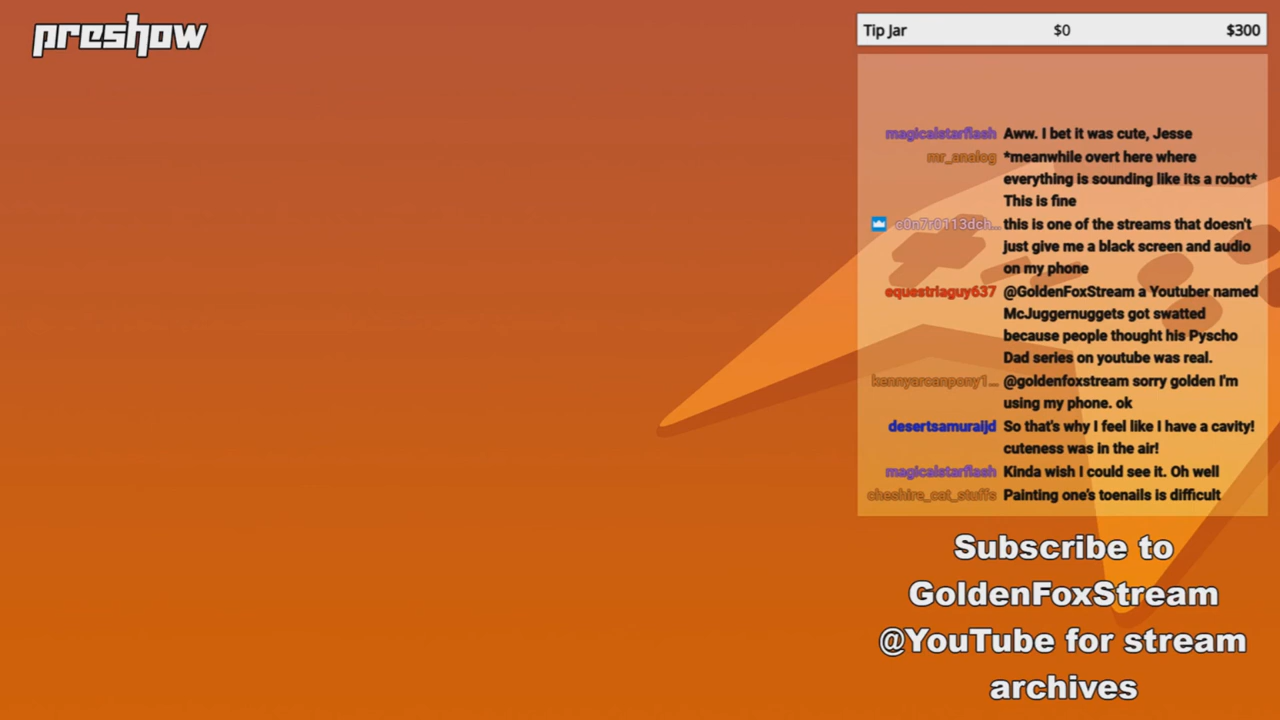 preshow
Tip Jar $0 $300
magicalstarflash Aww. I bet it was cute, Jesse
mr_analog *meanwhile overt here where
everything is sounding like its a robot*
This is fine
c0n7r0113dch... this is one of the streams that doesn't
just give me a black screen and audio
on my phone
equestriaguy637 @GoldenFoxStream a Youtuber named
McJuggernuggets got swatted
because people thought his Pyscho
Dad series on youtube was real.
kennyarcanpony1... @goldenfoxstream sorry golden I'm
using my phone. ok
desertsamuraijd So that's why I feel like I have a cavity!
cuteness was in the air!
magicalstarflash Kinda wish I could see it. Oh well
cheshire_cat_stuffs Painting one's toenails is difficult
Subscribe to
GoldenFoxStream
@YouTube for stream
archives